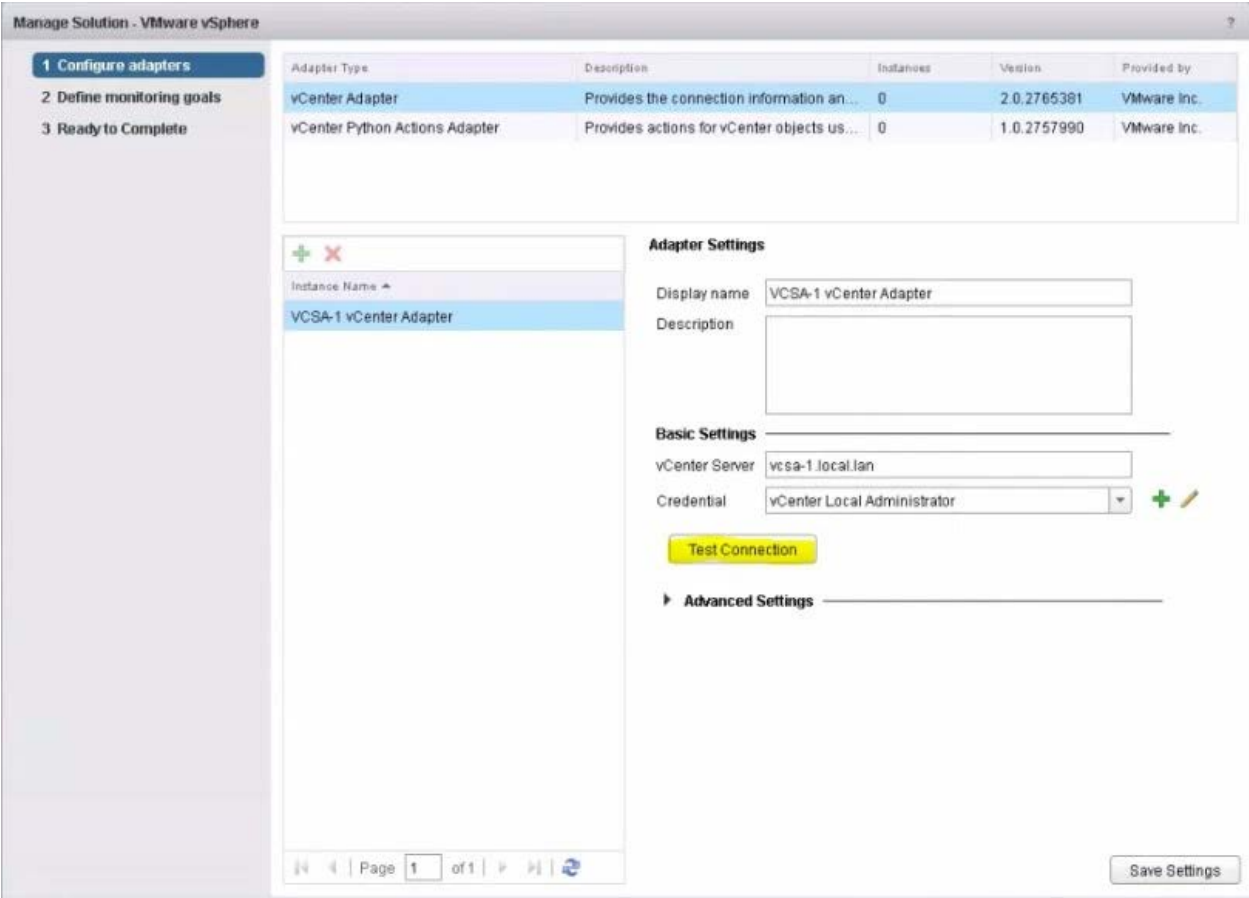 Manage Solution - VMware vSphere ?
1 Configure adapters
2 Define monitoring goals
3 Ready to Complete
Adapter Type Description Instances Version Provided by
vCenter Adapter Provides the connection information an... 0 2.0.2765381 VMware Inc.
vCenter Python Actions Adapter Provides actions for vCenter objects us... 0 1.0.2757990 VMware Inc.
Instance Name
VCSA-1 vCenter Adapter
Page 1 of 1
Adapter Settings
Display name VCSA-1 vCenter Adapter
Description
Basic Settings
vCenter Server vcsa-1.local.lan
Credential vCenter Local Administrator
Test Connection
Advanced Settings
Save Settings